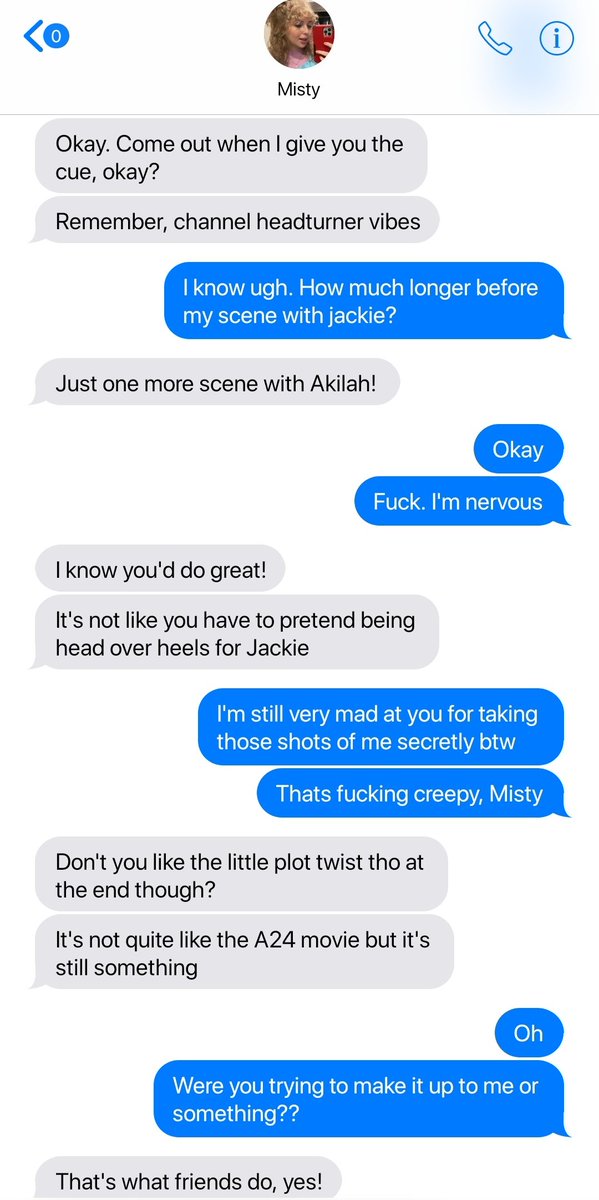 0
Misty
Okay. Come out when I give you the
cue, okay?
Remember, channel headturner vibes
I know ugh. How much longer before
my scene with jackie?
Just one more scene with Akilah!
Okay
Fuck. I'm nervous
I know you'd do great!
It's not like you have to pretend being
head over heels for Jackie
I'm still very mad at you for taking
those shots of me secretly btw
Thats fucking creepy, Misty
Don't you like the little plot twist tho at
the end though?
It's not quite like the A24 movie but it's
still something
Oh
Were you trying to make it up to me or
something??
That's what friends do, yes!